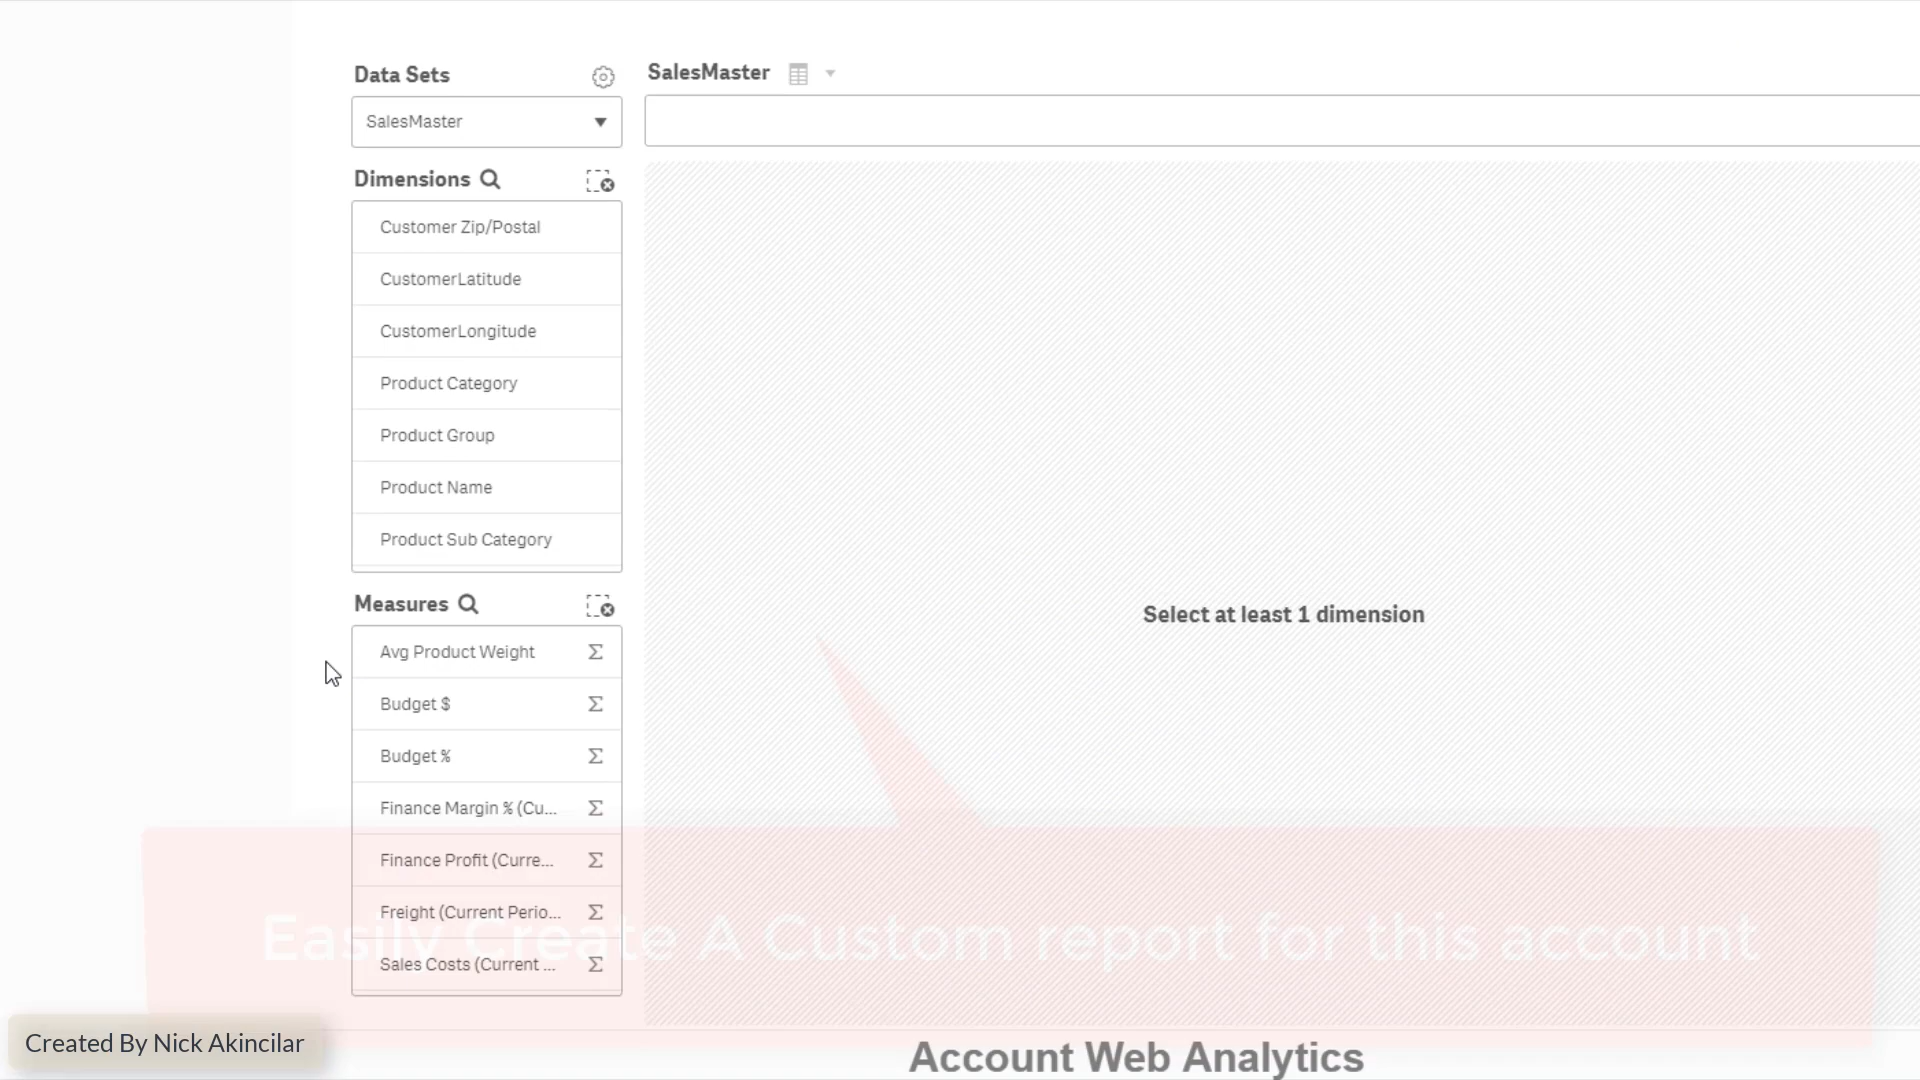 Data Sets
SalesMaster
Dimensions
Customer Zip/Postal
CustomerLatitude
CustomerLongitude
Product Category
Product Group
Product Name
Product Sub Category
Measures
Avg Product Weight Σ
Budget $ Σ
Budget % Σ
Finance Margin % (Cu... Σ
Finance Profit (Curre... Σ
Freight (Current Perio... Σ
Sales Costs (Current ... Σ
SalesMaster
Select at least 1 dimension
Easily Create A Custom report for this account
Created By Nick Akincilar
Account Web Analytics